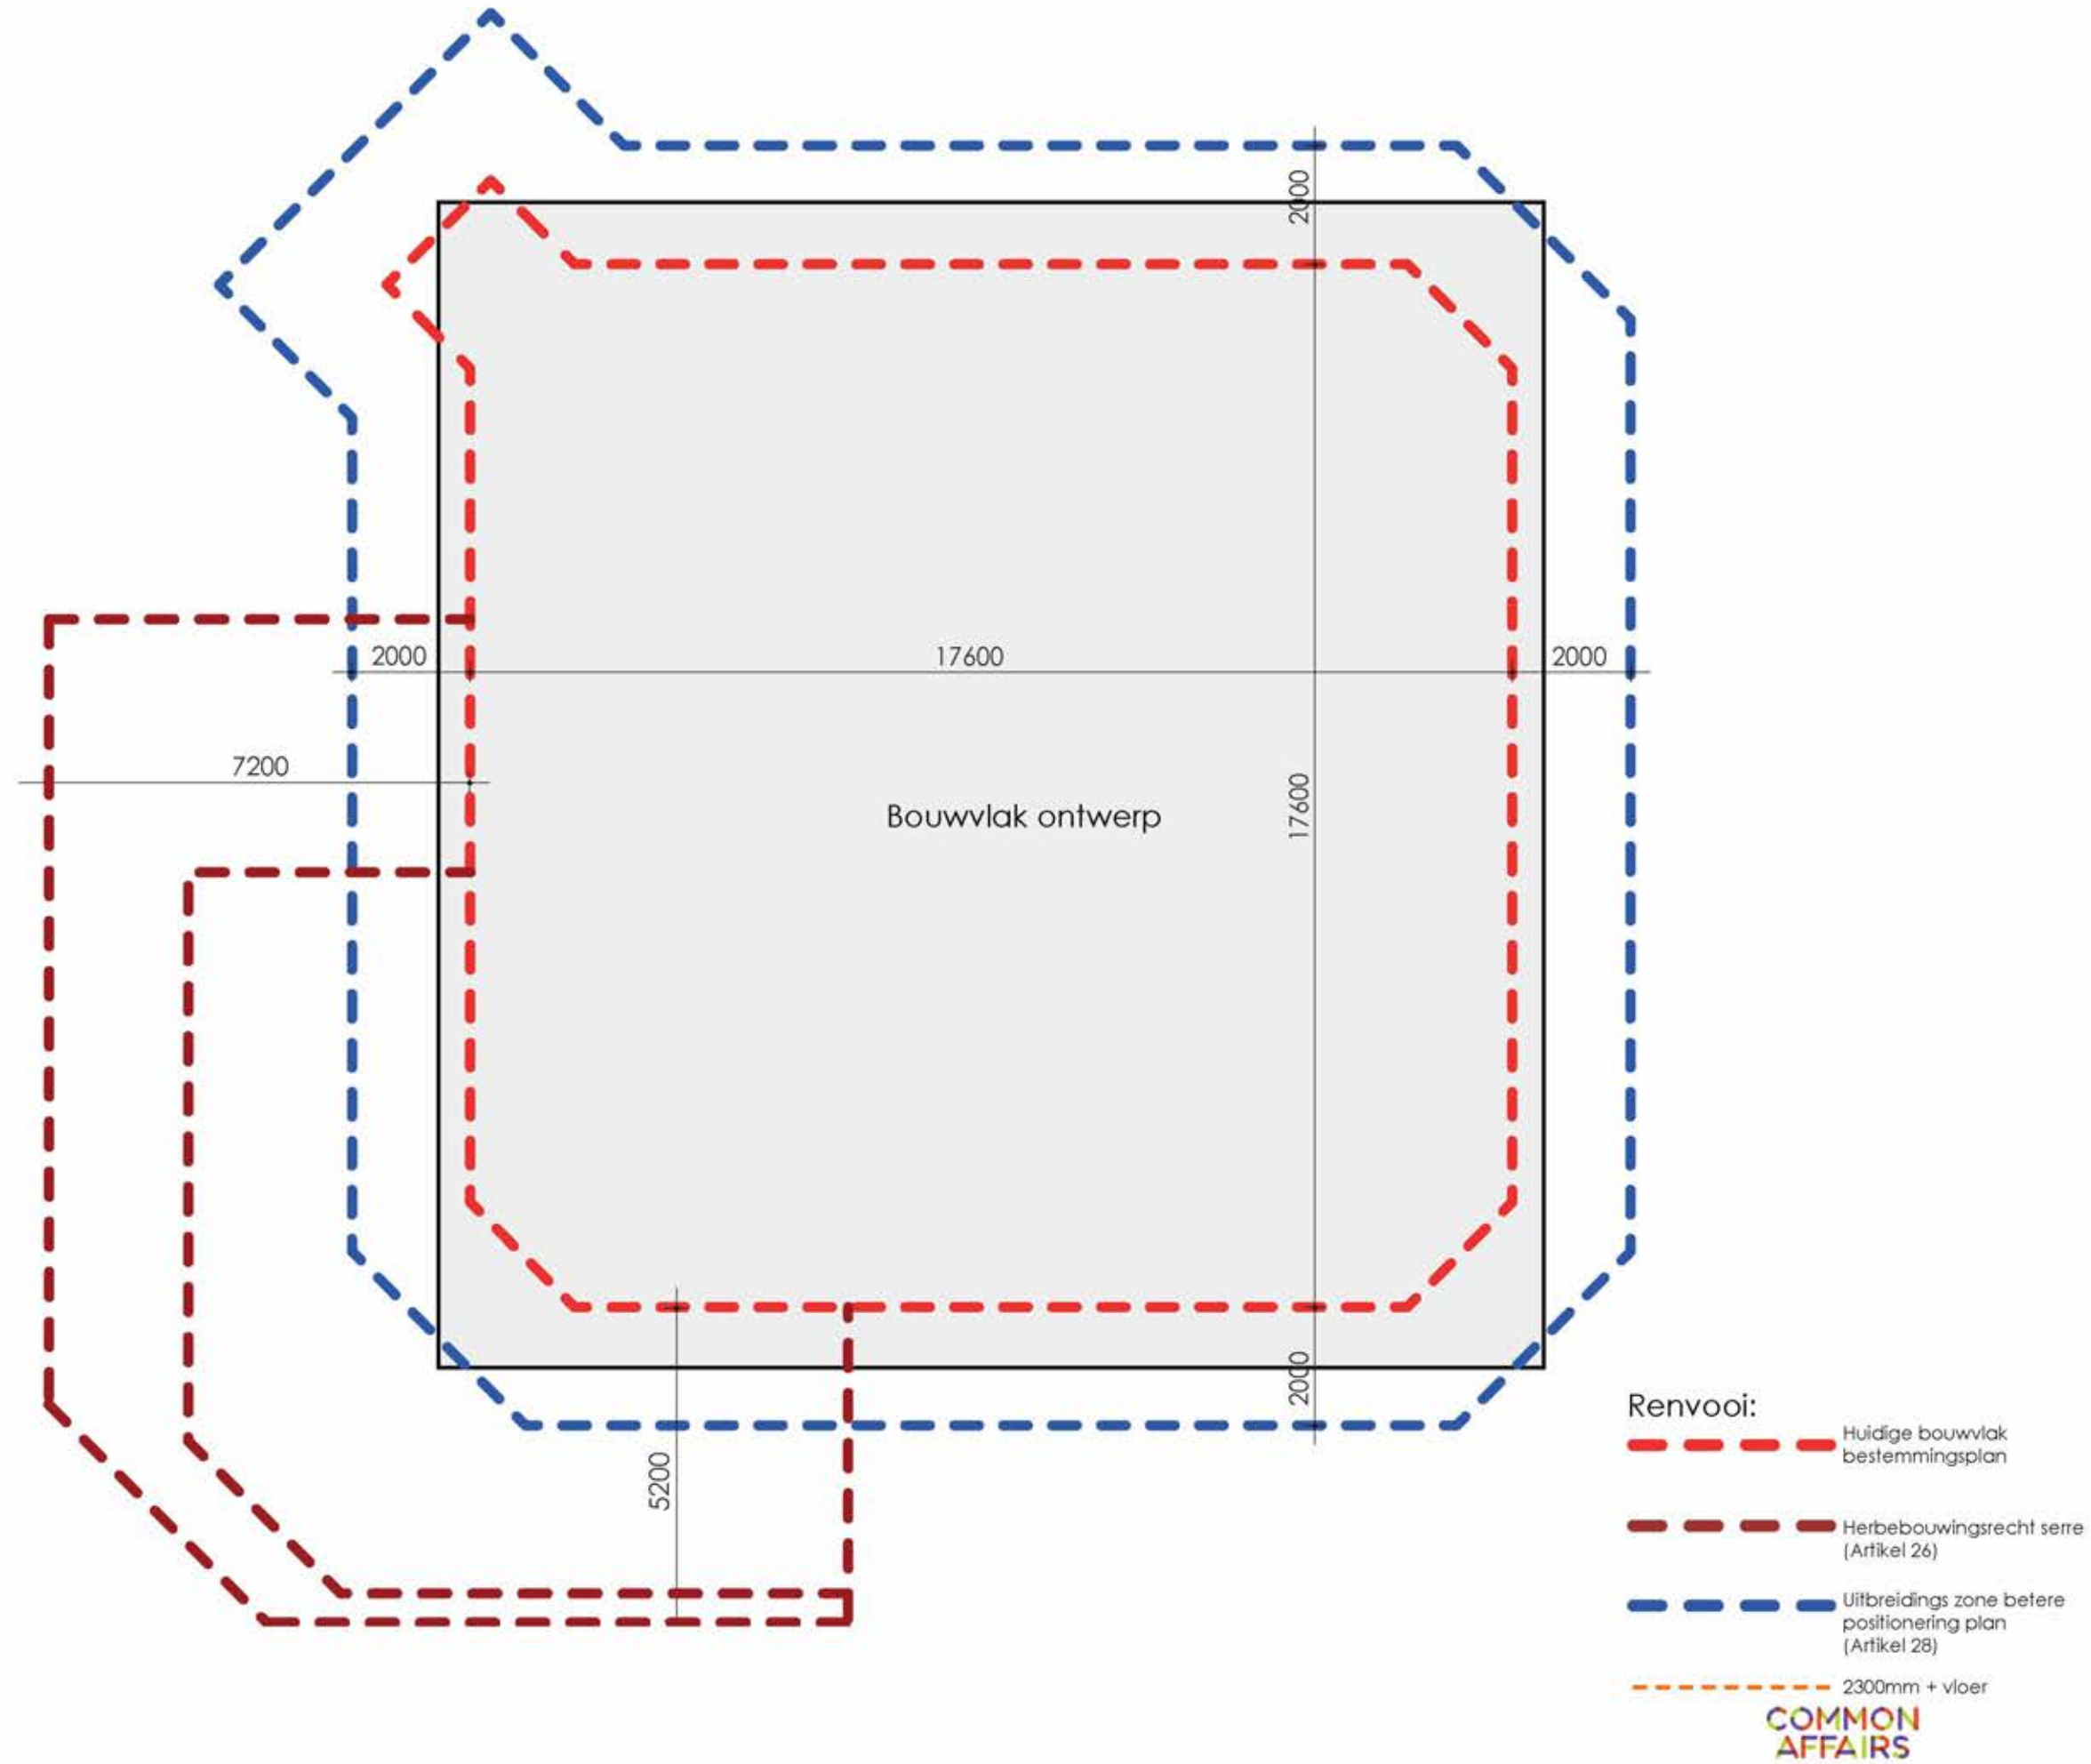 2000
2000
17600
2000
7200
17600
Bouwvlak ontwerp
2000
5200
Renvooi:
Huidige bouwvlak
bestemmingsplan
Herbebouwingsrecht serre
(Artikel 26)
Uitbreidings zone betere
positionering plan
(Artikel 28)
2300mm + vloer
COMMON
AFFAIRS